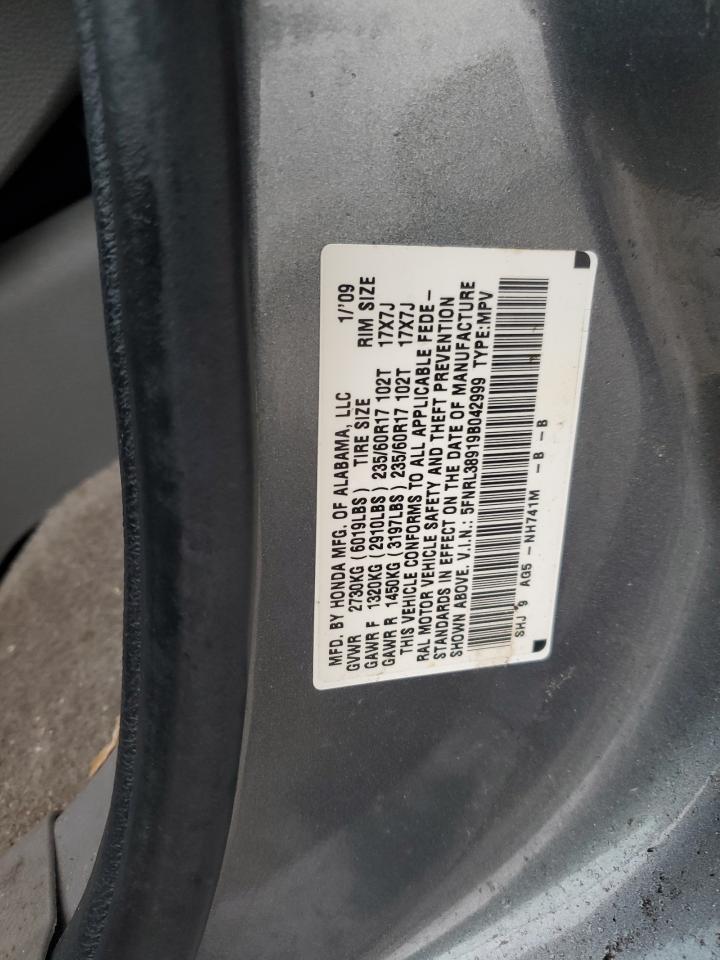 MFD. BY HONDA MFG. OF ALABAMA, LLC 1/'09
GVWR 2730KG (6019LBS) TIRE SIZE RIM SIZE
GAWR F 1320KG (2910LBS) 235/60R17 102T 17X7J
GAWR R 1450KG (3197LBS) 235/60R17 102T 17X7J
THIS VEHICLE CONFORMS TO ALL APPLICABLE FEDE-
RAL MOTOR VEHICLE SAFETY AND THEFT PREVENTION
STANDARDS IN EFFECT ON THE DATE OF MANUFACTURE
SHOWN ABOVE. V.I.N.: 5FNRL38919B042999 TYPE:MPV
SHJ *9 AG5 -NH741M -B -B